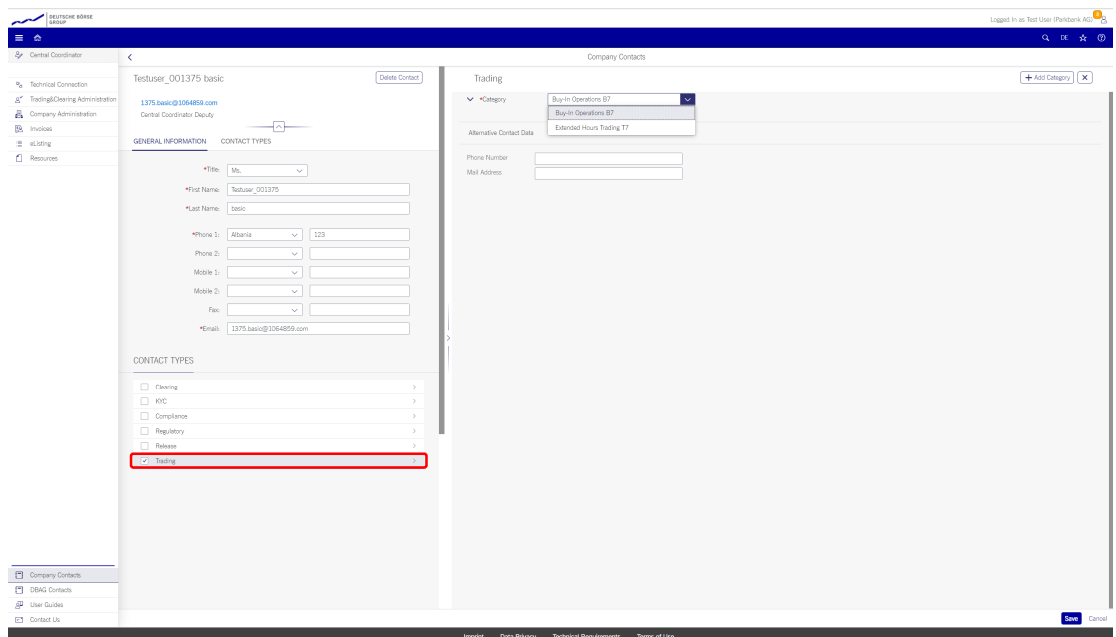 DEUTSCHE BÖRSE
GROUP
Logged In as Test User (Parkbank AG)
DE
Central Coordinator
Technical Connection
Trading&Clearing Administration
Company Administration
Invoices
eListing
Resources
Company Contacts
DBAG Contacts
User Guides
Contact Us
Company Contacts
Testuser_001375 basic
Delete Contact
1375.basic@1064859.com
Central Coordinator Deputy
GENERAL INFORMATION CONTACT TYPES
*Title: Ms.
*First Name: Testuser_001375
*Last Name: basic
*Phone 1: Albania 123
Phone 2:
Mobile 1:
Mobile 2:
Fax:
*Email: 1375.basic@1064859.com
CONTACT TYPES
Clearing
KYC
Compliance
Regulatory
Release
Trading
Trading
+ Add Category
*Category Buy-In Operations B7
Buy-In Operations B7
Extended Hours Trading T7
Alternative Contact Data
Phone Number
Mail Address
Save Cancel
Imprint Data Privacy Technical Requirements Terms of Use